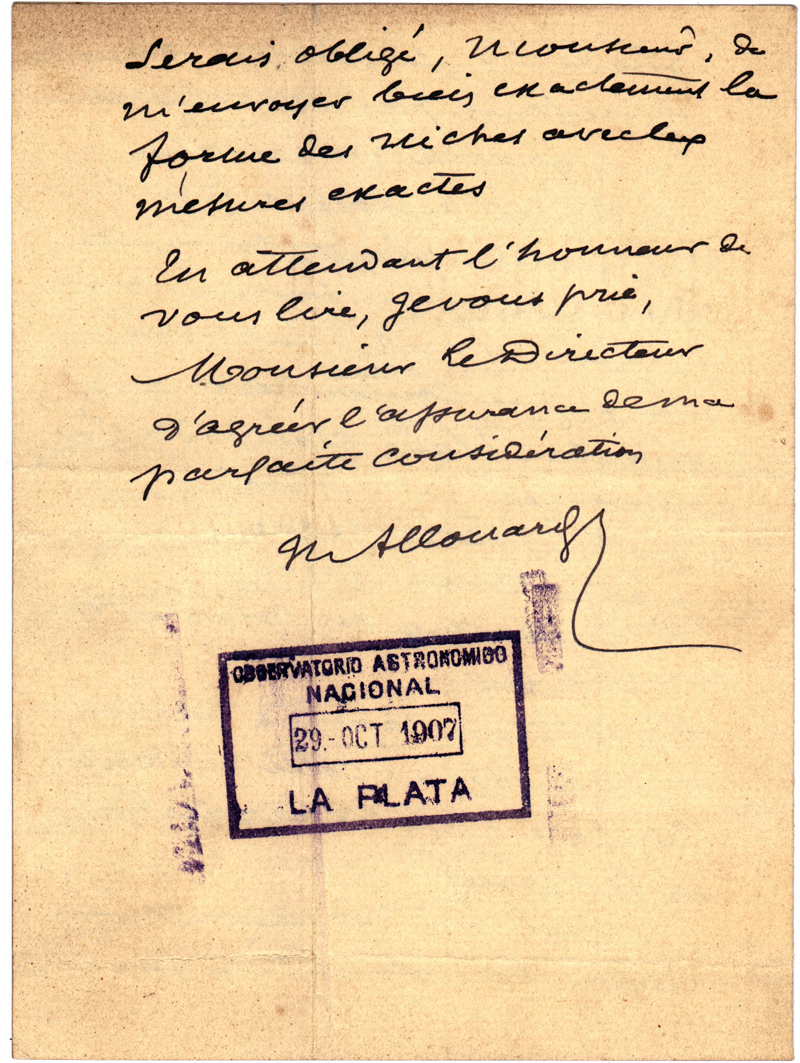 serais obligé, Monsieur, de
m'envoyer bien exactement la
forme des niches avec les
mesures exactes
En attendant l'honneur de
vous lire, je vous prie,
Monsieur le Directeur
d'agréer l'assurance de ma
parfaite considération
Allouard
OBSERVATORIO ASTRONOMICO
NACIONAL
29.-OCT 1907
LA PLATA